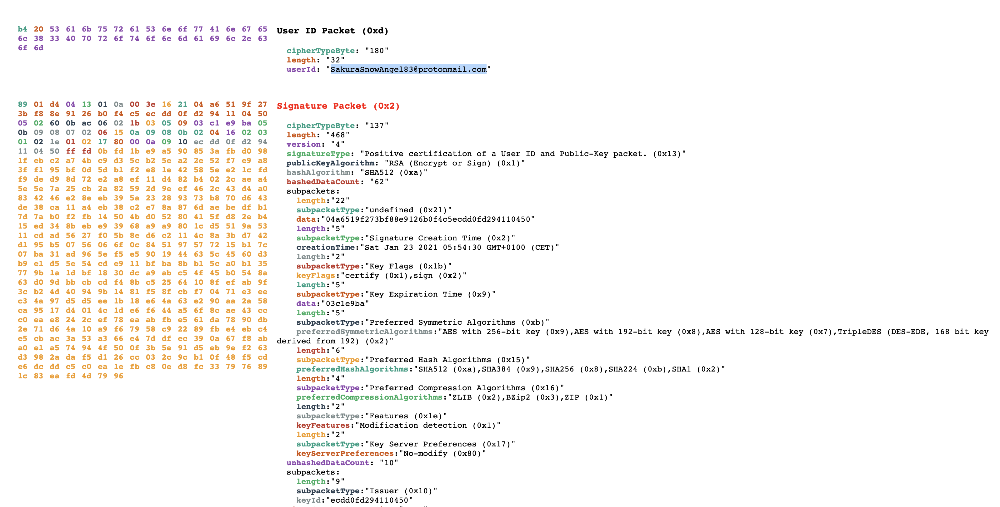 b4 20 53 61 6b 75 72 61 53 6e 6f 77 41 6e 67 65
6c 38 33 40 70 72 6f 74 6f 6e 6d 61 69 6c 2e 63
6f 6d
User ID Packet (0xd)
cipherTypeByte: "180"
length: "32"
userId: "SakuraSnowAngel83@protonmail.com"
89 01 d4 04 13 01 0a 00 3e 16 21 04 a6 51 9f 27
3b f8 8e 91 26 b0 f4 c5 ec dd 0f d2 94 11 04 50
05 02 60 0b ac 06 02 1b 03 05 09 03 c1 e9 ba 05
0b 09 08 07 02 06 15 0a 09 08 0b 02 04 16 02 03
01 02 1e 01 02 17 80 00 0a 09 10 ec dd 0f d2 94
11 04 50 ff fd 0b fd 1b e9 a5 90 85 3a fb d0 98
1f eb c2 a7 4b c9 d3 5c b2 5e a2 2e 52 f7 e9 a8
3f f1 95 bf 0d 5d b1 f2 e8 1e 42 58 5e e2 1c fd
f9 de d9 8d 72 e2 a8 ef 11 d4 82 b4 02 2c ae a4
5e 5e 7a 25 cb 2a 82 59 2d 9e ef 46 2c 43 d4 a0
83 42 46 e2 8e eb 39 5a 23 28 93 73 b8 70 d6 43
de 38 ca 11 a4 eb 38 c2 e7 8a 87 6d ae be df b1
7d 7a b0 f2 fb 14 50 4b d0 52 80 41 5f d8 2e b4
15 ed 34 8b eb e9 39 68 a9 a9 80 1c d5 51 9a 53
11 cd ad 56 27 f0 5b 8e d6 c2 11 4c 8a 3b d7 42
d1 95 b5 07 56 06 6f 0c 84 51 97 57 72 15 b1 7c
07 ba 31 ad 96 5e f5 e5 90 19 44 63 5c 45 60 d3
b9 e1 d5 5e 54 cd e9 11 bf ba 8b b1 5c a0 b1 35
77 9b 1a 1d bf 18 30 dc a9 ab c5 4f 45 b0 54 8a
63 d0 9d bb cb cd f4 8b c5 25 64 10 8f ef ab 9f
3c b2 4d 40 94 9b 14 81 f5 8f cb f7 04 71 e3 ee
c3 4a 97 d5 d5 ee 1b 18 e6 4a 63 e2 90 aa 2a 58
ca 95 17 d4 01 4c 1d e6 f6 44 a5 6f 8c ae 43 cc
c0 ea e8 24 2c ef 78 ea ab fb e5 61 da 78 90 db
2e 71 d6 4a 10 a9 f6 79 58 c9 22 89 fb e4 eb c4
e5 cb ac 3a 53 a3 66 e4 7d df ec 39 0a 67 f8 ab
a0 e1 a5 74 94 4f 50 0f 3b 5e 91 d5 eb 9e f2 63
d3 98 2a da f5 d1 26 cc 03 2c 9c b1 0f 48 f5 cd
e6 dc dd c5 c0 ea 1e fb c8 0e d8 fc 33 79 76 89
1c 83 ea fd 4d 79 96
Signature Packet (0x2)
cipherTypeByte: "137"
length: "468"
version: "4"
signatureType: "Positive certification of a User ID and Public-Key packet. (0x13)"
publicKeyAlgorithm: "RSA (Encrypt or Sign) (0x1)"
hashAlgorithm: "SHA512 (0xa)"
hashedDataCount: "62"
subpackets:
length:"22"
subpacketType:"undefined (0x21)"
data:"04a6519f273bf88e9126b0f4c5ecdd0fd294110450"
length:"5"
subpacketType:"Signature Creation Time (0x2)"
creationTime:"Sat Jan 23 2021 05:54:30 GMT+0100 (CET)"
length:"2"
subpacketType:"Key Flags (0x1b)"
keyFlags:"certify (0x1),sign (0x2)"
length:"5"
subpacketType:"Key Expiration Time (0x9)"
data:"03c1e9ba"
length:"5"
subpacketType:"Preferred Symmetric Algorithms (0xb)"
preferredSymmetricAlgorithms:"AES with 256-bit key (0x9),AES with 192-bit key (0x8),AES with 128-bit key (0x7),TripleDES (DES-EDE, 168 bit key
derived from 192) (0x2)"
length:"6"
subpacketType:"Preferred Hash Algorithms (0x15)"
preferredHashAlgorithms:"SHA512 (0xa),SHA384 (0x9),SHA256 (0x8),SHA224 (0xb),SHA1 (0x2)"
length:"4"
subpacketType:"Preferred Compression Algorithms (0x16)"
preferredCompressionAlgorithms:"ZLIB (0x2),BZip2 (0x3),ZIP (0x1)"
length:"2"
subpacketType:"Features (0x1e)"
keyFeatures:"Modification detection (0x1)"
length:"2"
subpacketType:"Key Server Preferences (0x17)"
keyServerPreferences:"No-modify (0x80)"
unhashedDataCount: "10"
subpackets:
length:"9"
subpacketType:"Issuer (0x10)"
keyId:"ecdd0fd294110450"